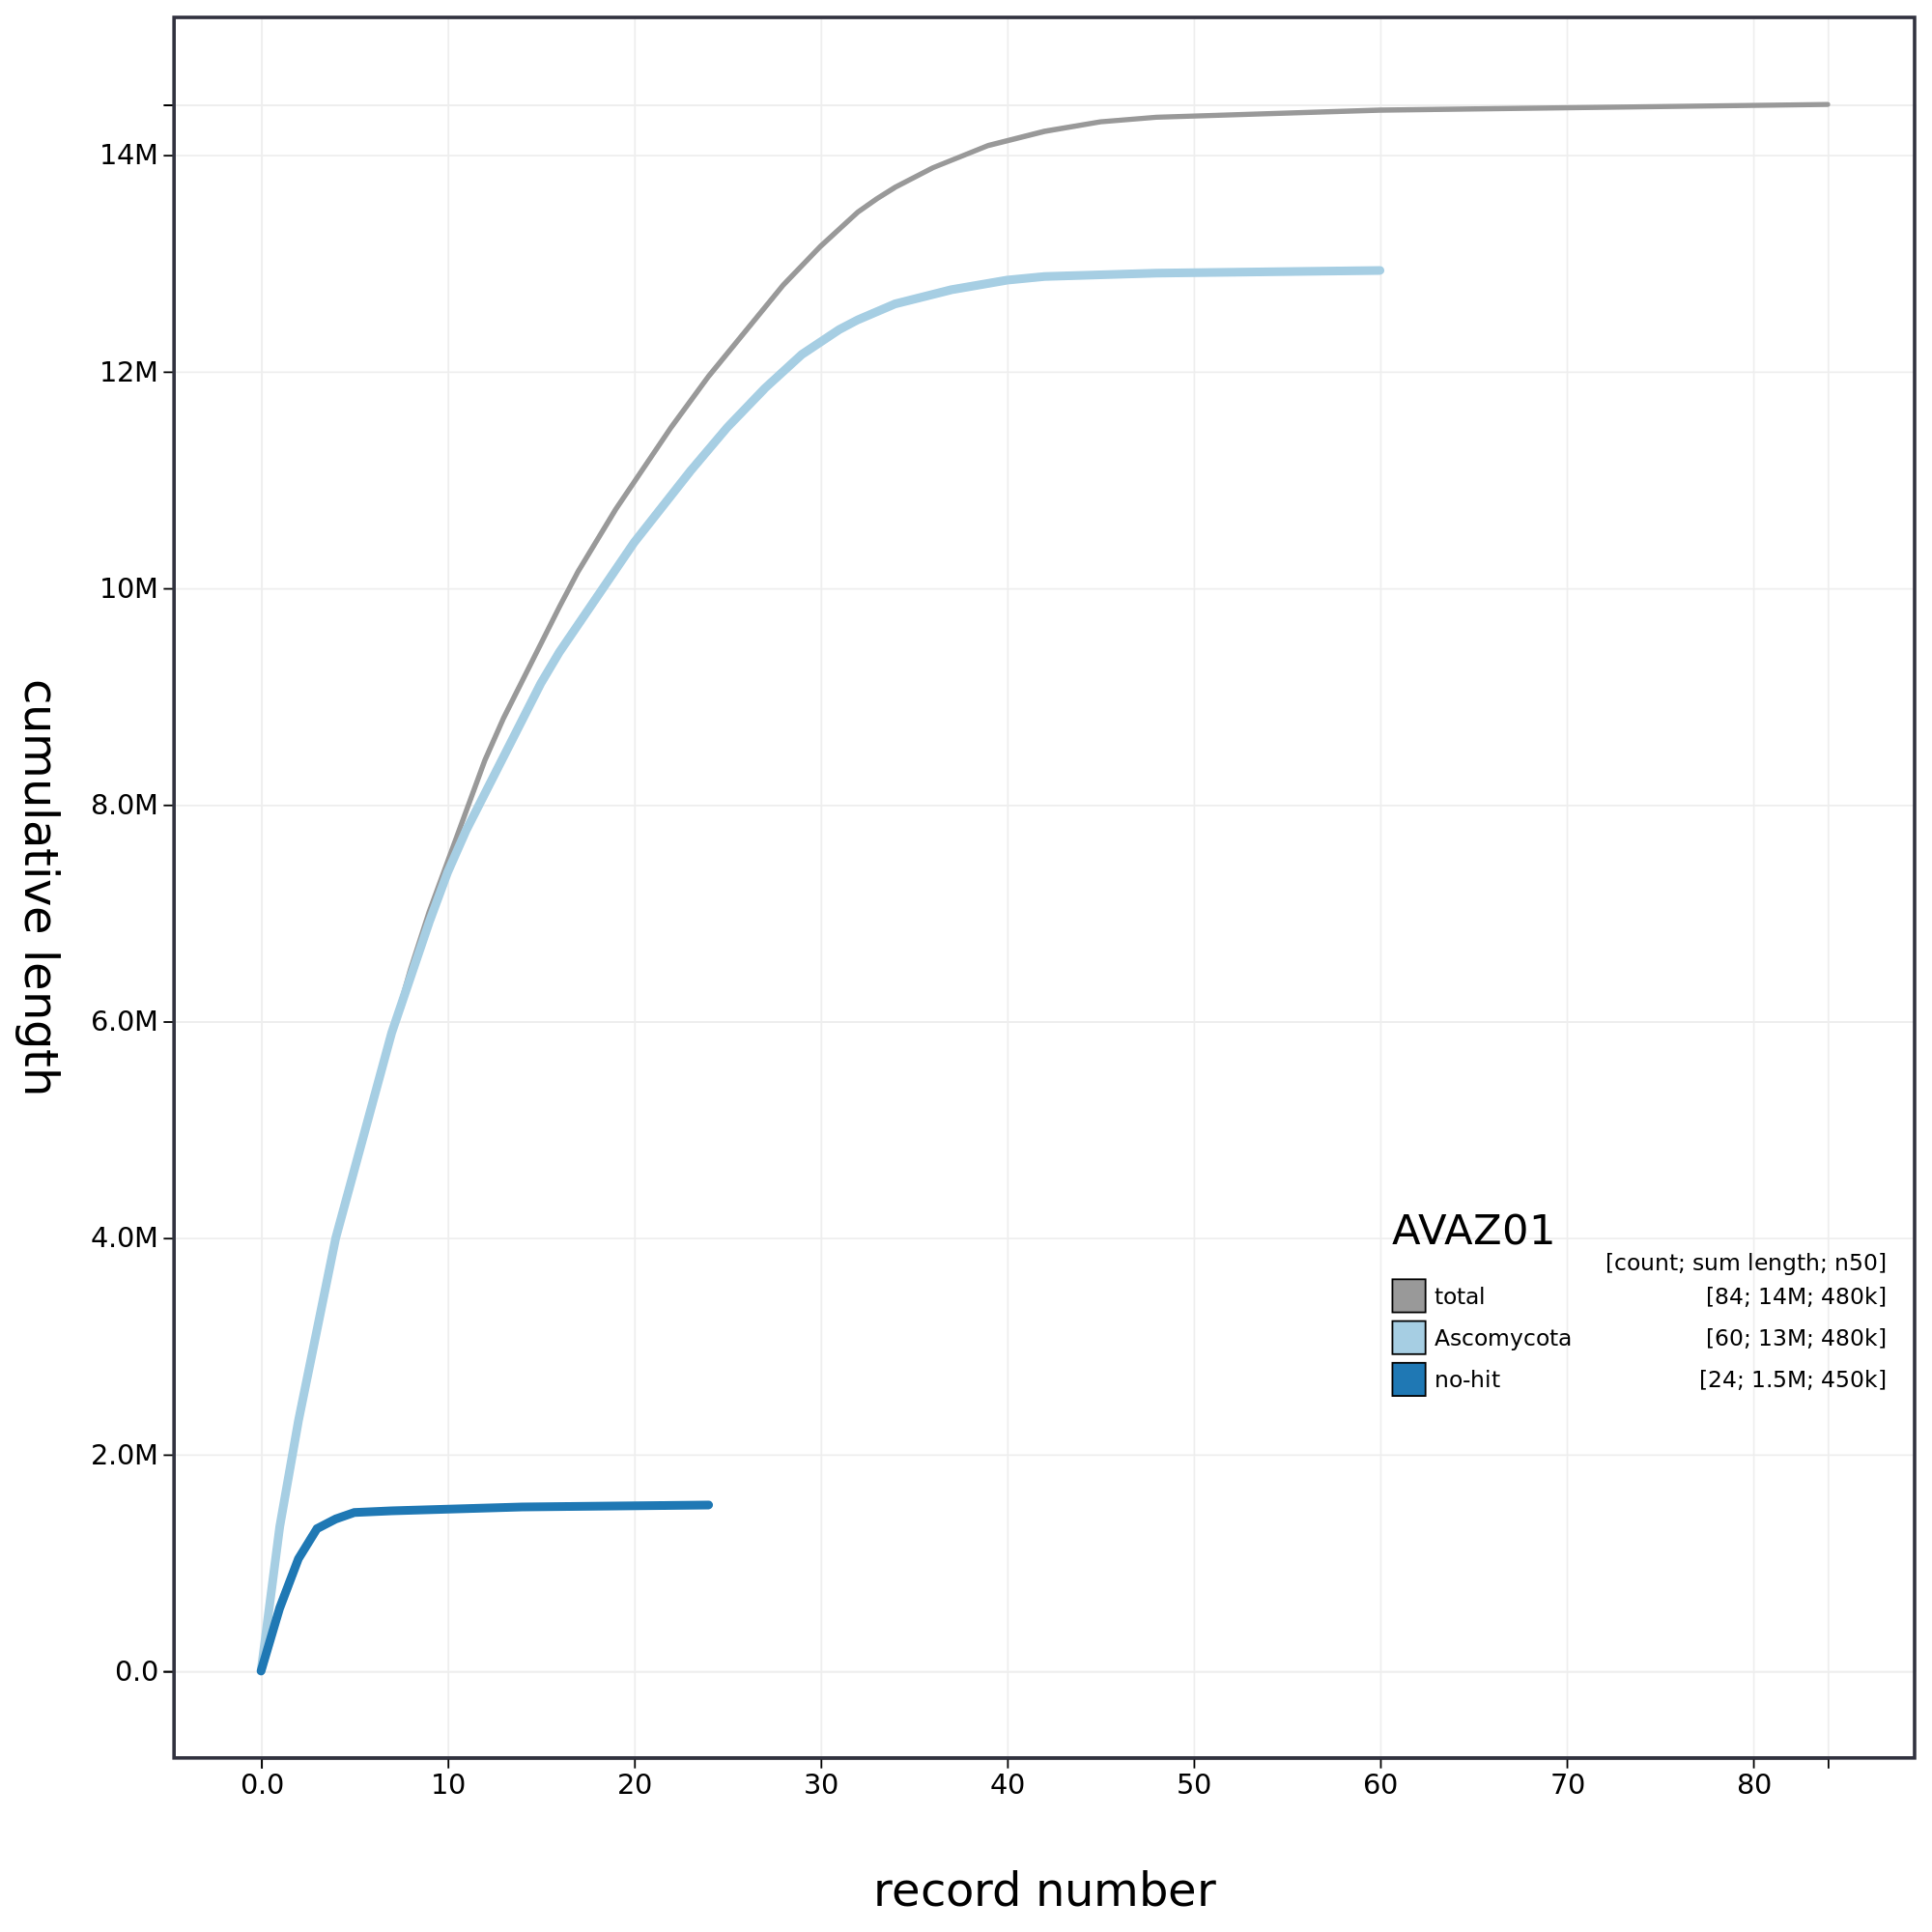 14M
12M
10M
8.0M
6.0M
4.0M
2.0M
0.0
cumulative length
AVAZ01
[count; sum length; n50]
total [84; 14M; 480k]
Ascomycota [60; 13M; 480k]
no-hit [24; 1.5M; 450k]
0.0 10 20 30 40 50 60 70 80
record number